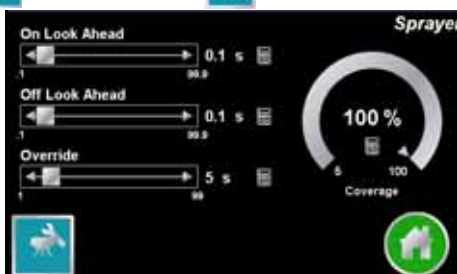 Sprayer
On Look Ahead
0.1 s
.1 99.9
Off Look Ahead
0.1 s
.1 99.9
Override
5 s
1 99
100 %
5 100
Coverage